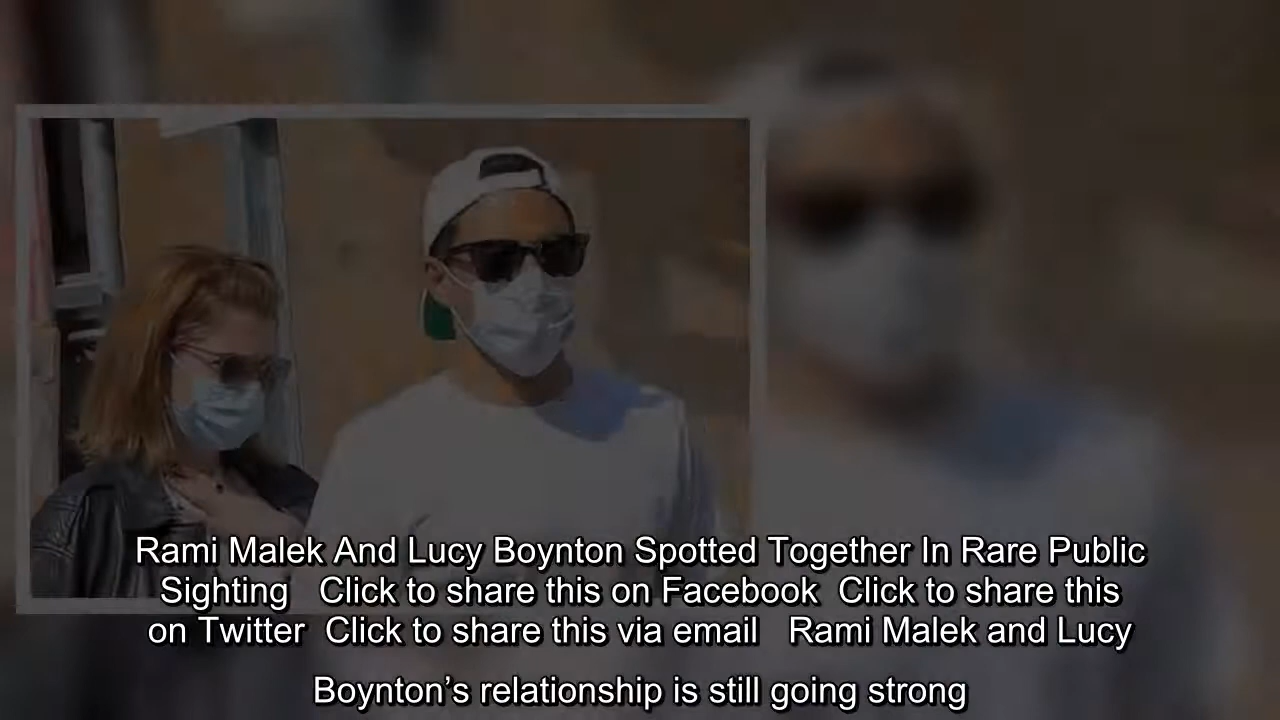 Rami Malek And Lucy Boynton Spotted Together In Rare Public
Sighting   Click to share this on Facebook  Click to share this
on Twitter  Click to share this via email   Rami Malek and Lucy
Boynton’s relationship is still going strong